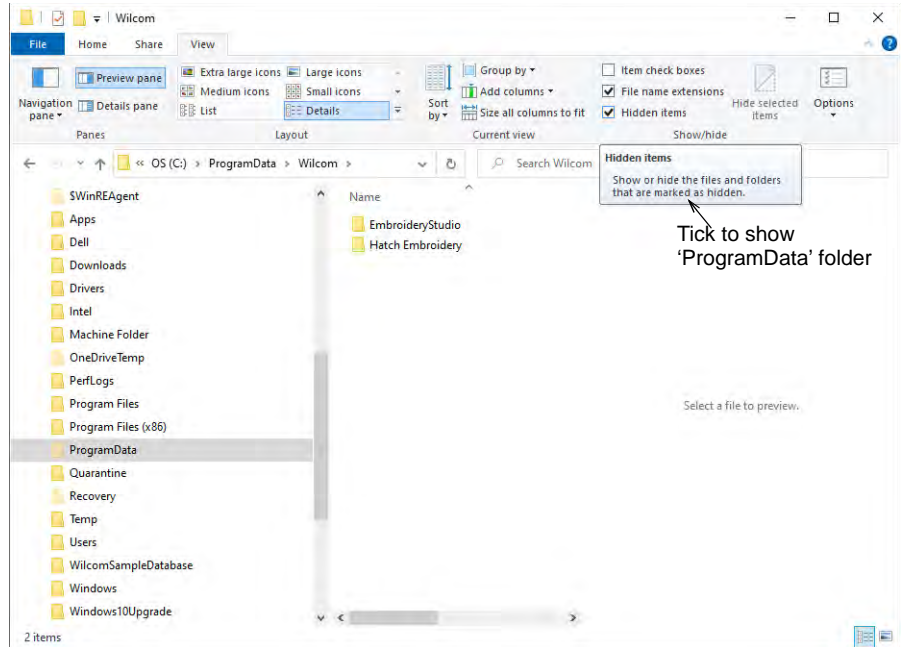 Wilcom
File Home Share View
Navigation pane
Preview pane
Details pane
Panes
Extra large icons Large icons
Medium icons Small icons
List Details
Layout
Sort by
Group by
Add columns
Size all columns to fit
Current view
Item check boxes
File name extensions
Hidden items
Hide selected items
Show/hide
Options
« OS (C:) > ProgramData > Wilcom >
Search Wilcom
Hidden items
Show or hide the files and folders
that are marked as hidden.
Tick to show
‘ProgramData’ folder
$WinREAgent
Apps
Dell
Downloads
Drivers
Intel
Machine Folder
OneDriveTemp
PerfLogs
Program Files
Program Files (x86)
ProgramData
Quarantine
Recovery
Temp
Users
WilcomSampleDatabase
Windows
Windows10Upgrade
Name
EmbroideryStudio
Hatch Embroidery
Select a file to preview.
2 items